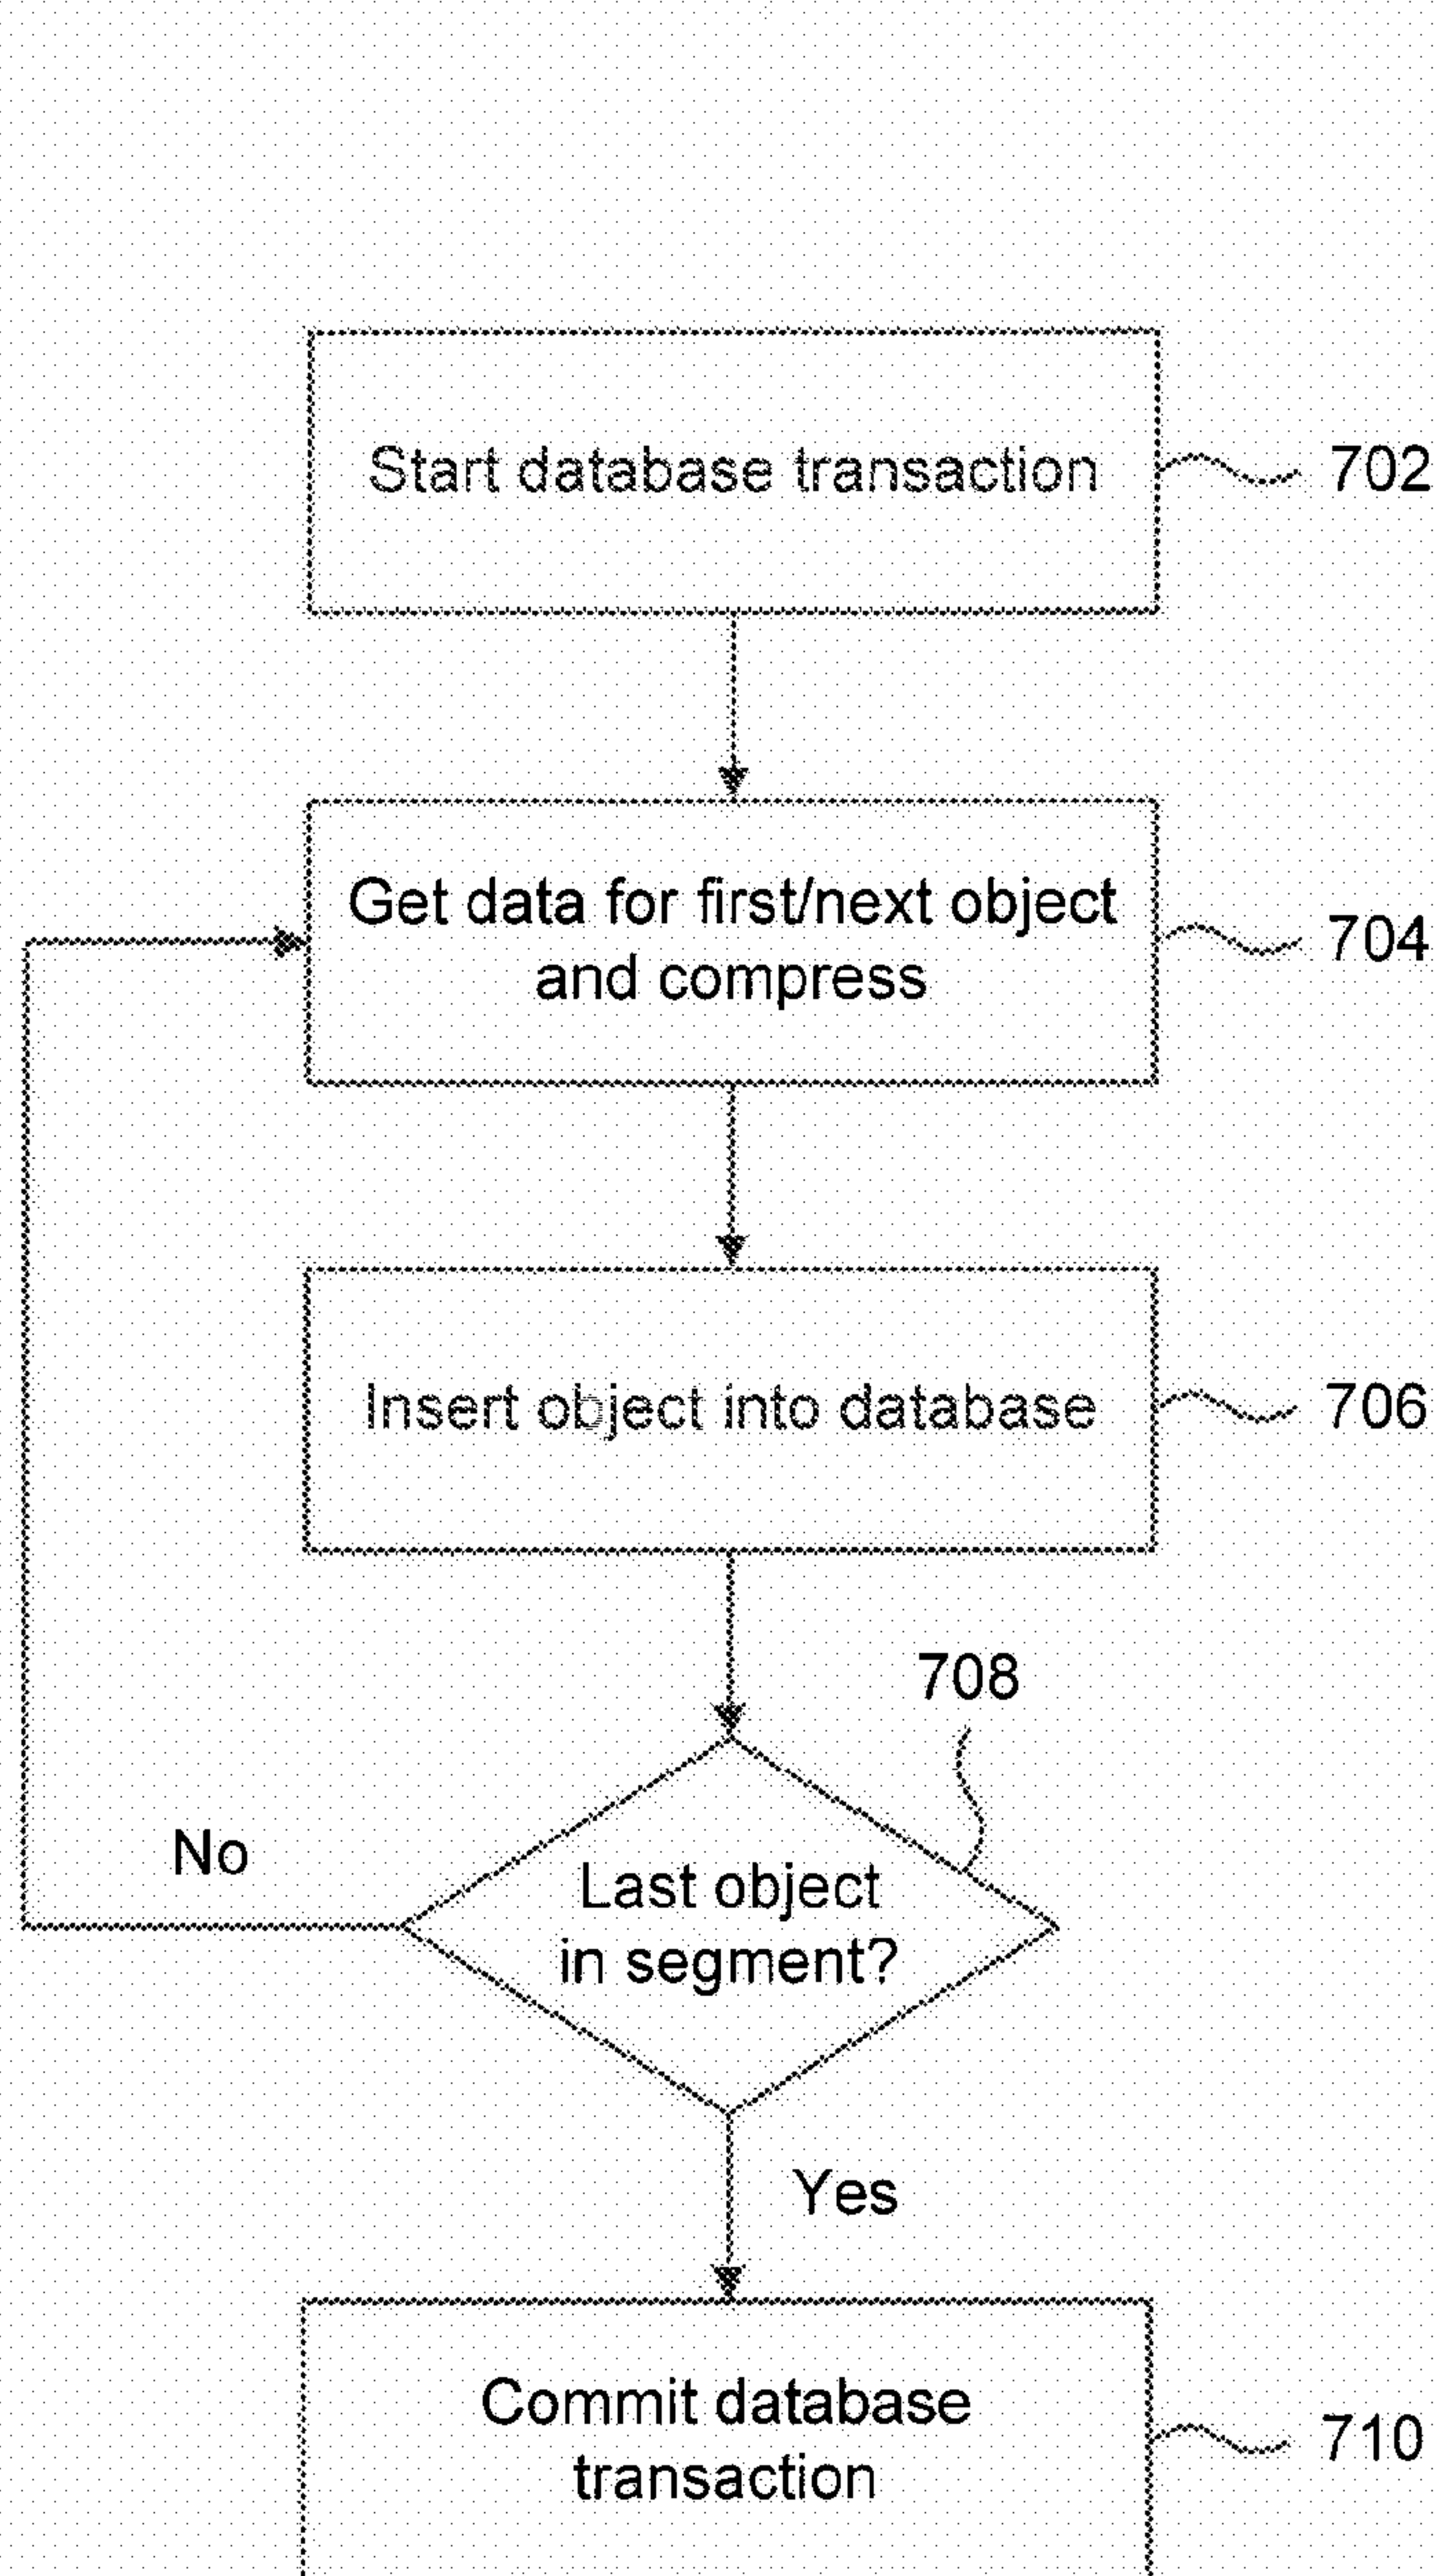 Start database transaction
702
Get data for first/next object
and compress
704
Insert object into database
706
708
No
Last object
in segment?
Yes
Commit database
transaction
710